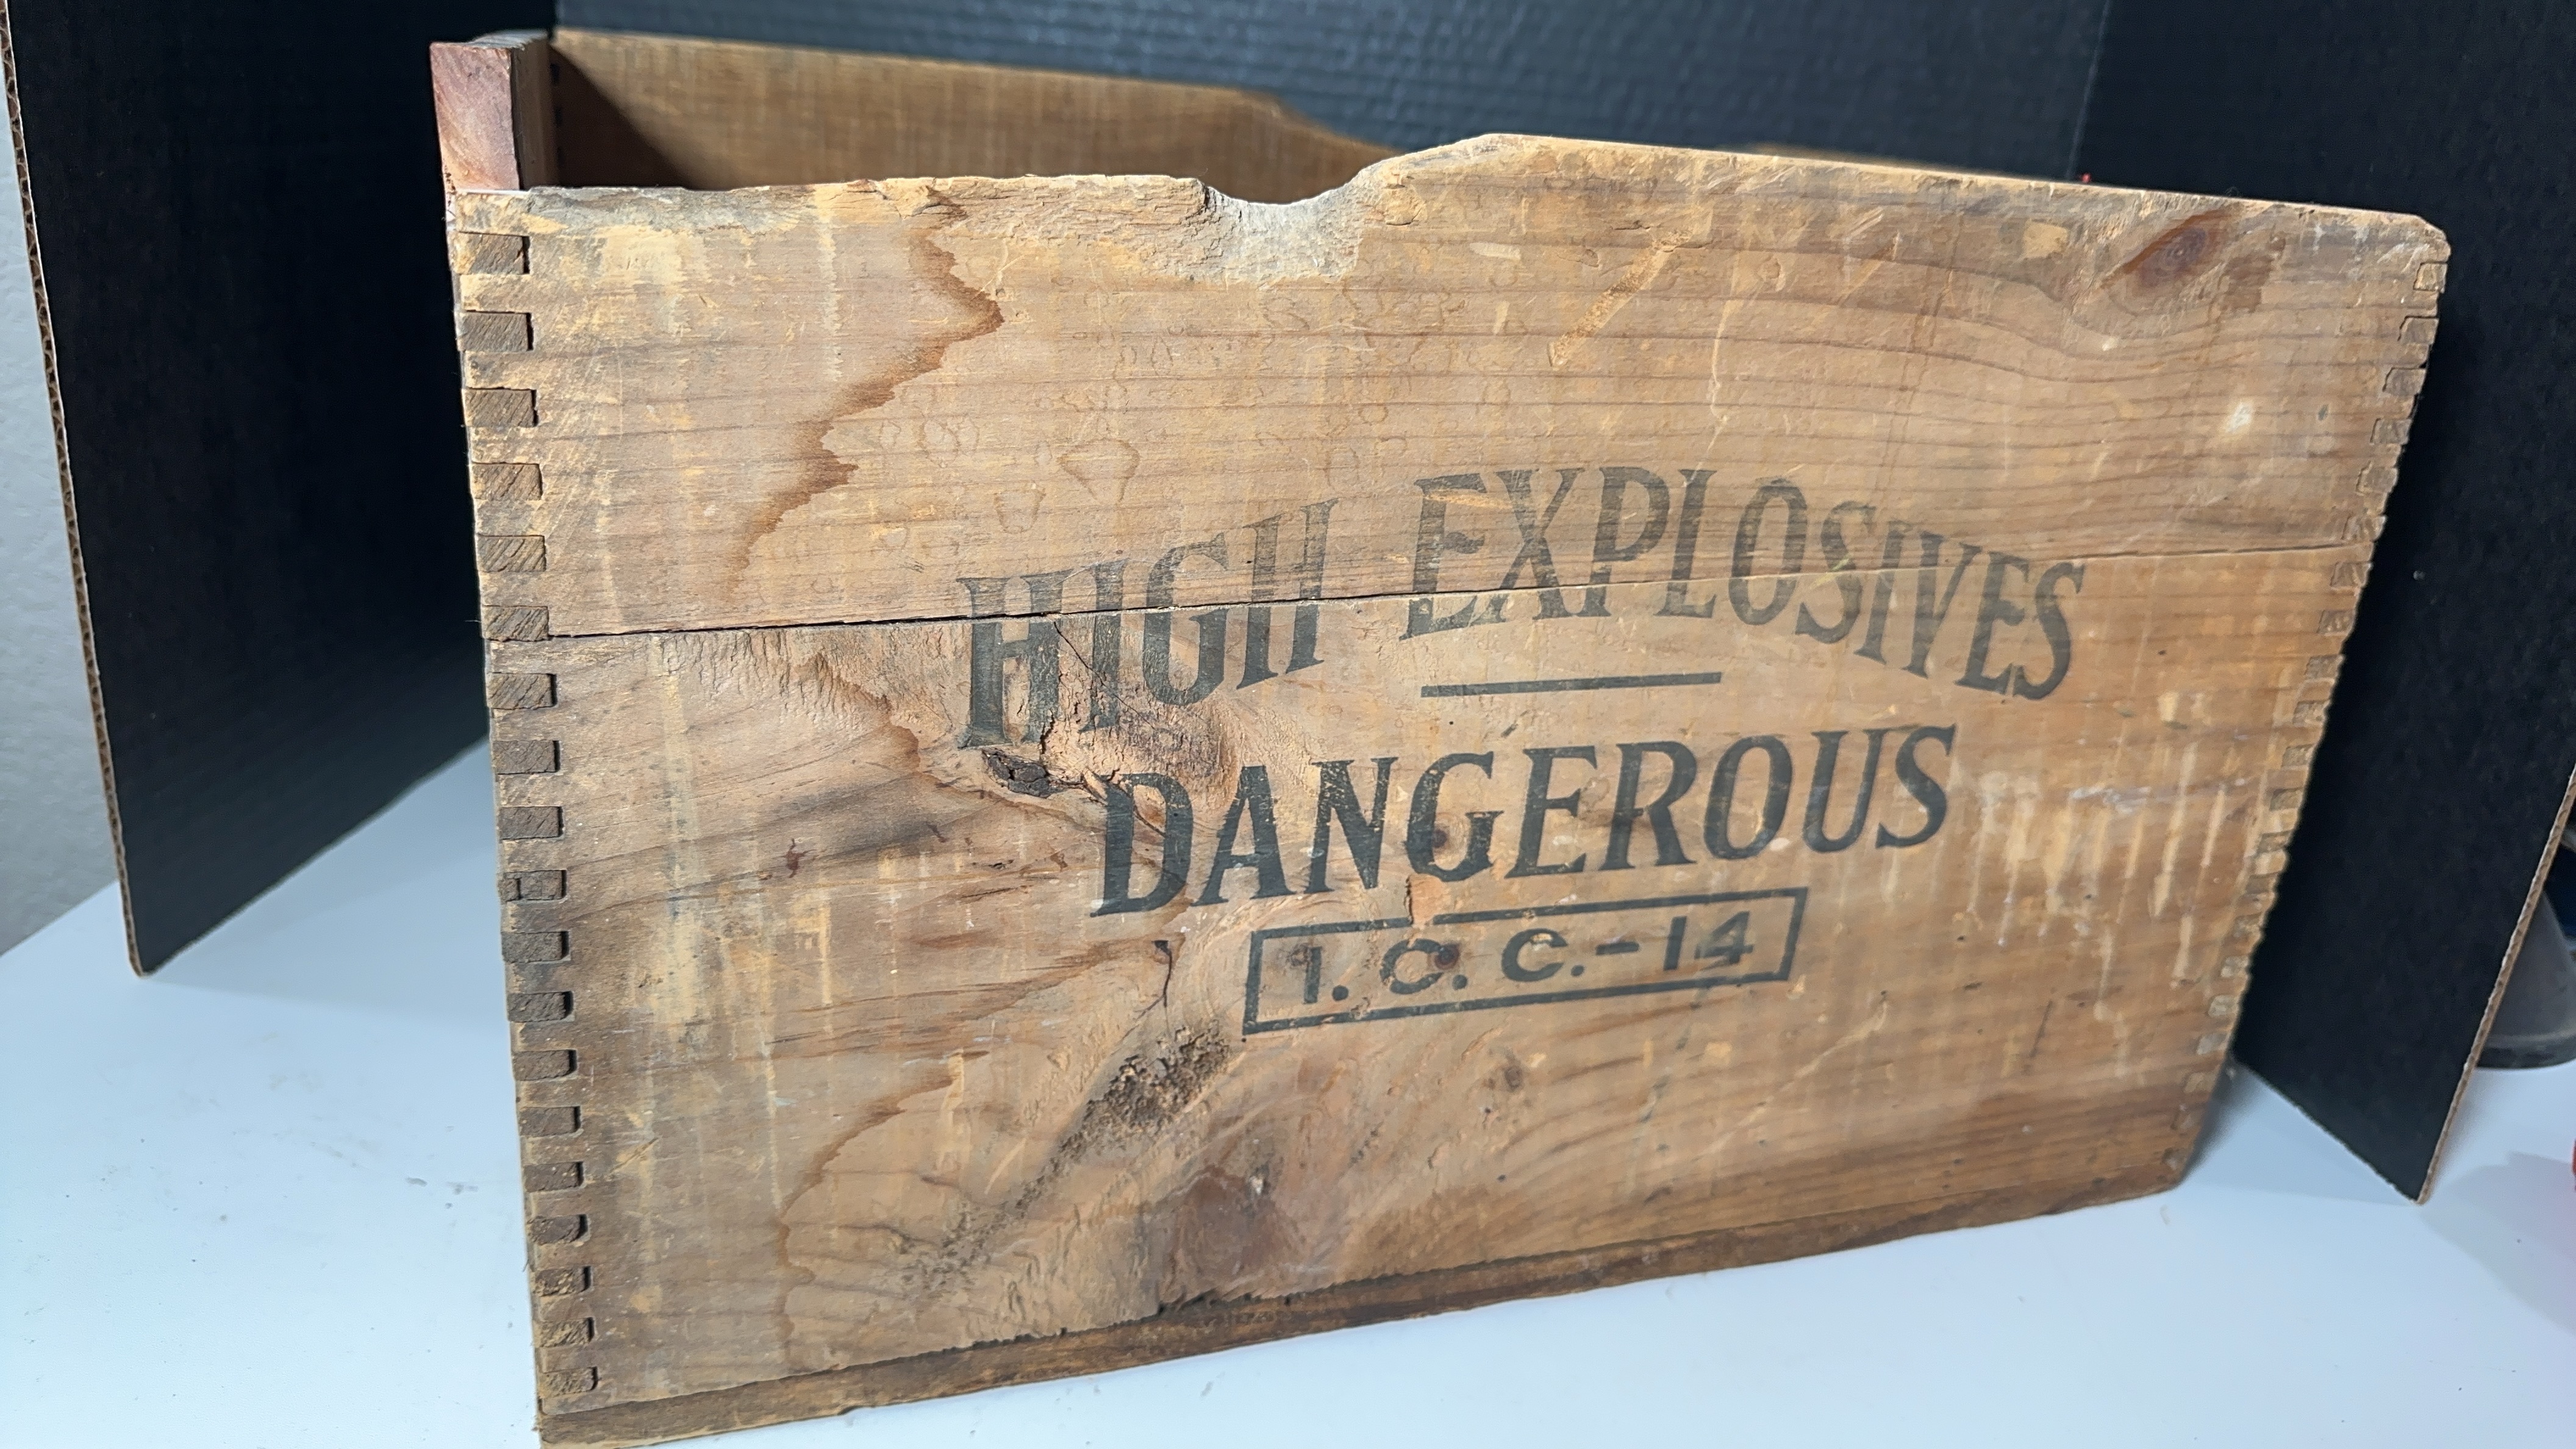 HIGH EXPLOSIVES
DANGEROUS
I. C. C.-14